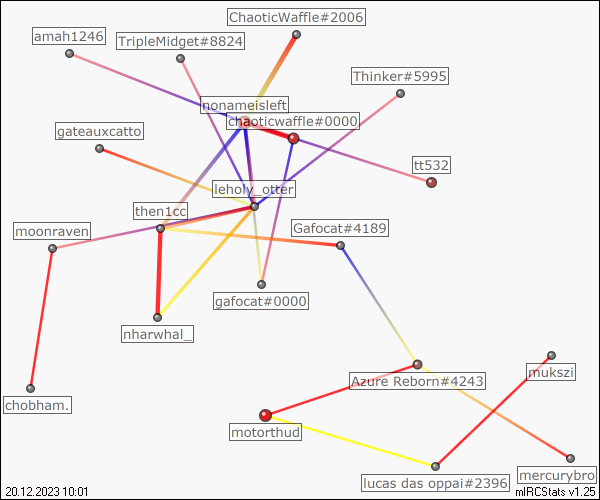 ChaoticWaffle#2006
amah1246
TripleMidget#8824
Thinker#5995
nonameisleft
chaoticwaffle#0000
gateauxcatto
tt532
leholy_otter
then1cc
moonraven
Gafocat#4189
gafocat#0000
nharwhal_
mukszi
Azure Reborn#4243
chobham.
motorthud
mercurybro
lucas das oppai#2396
20.12.2023 10:01
mIRCStats v1.25